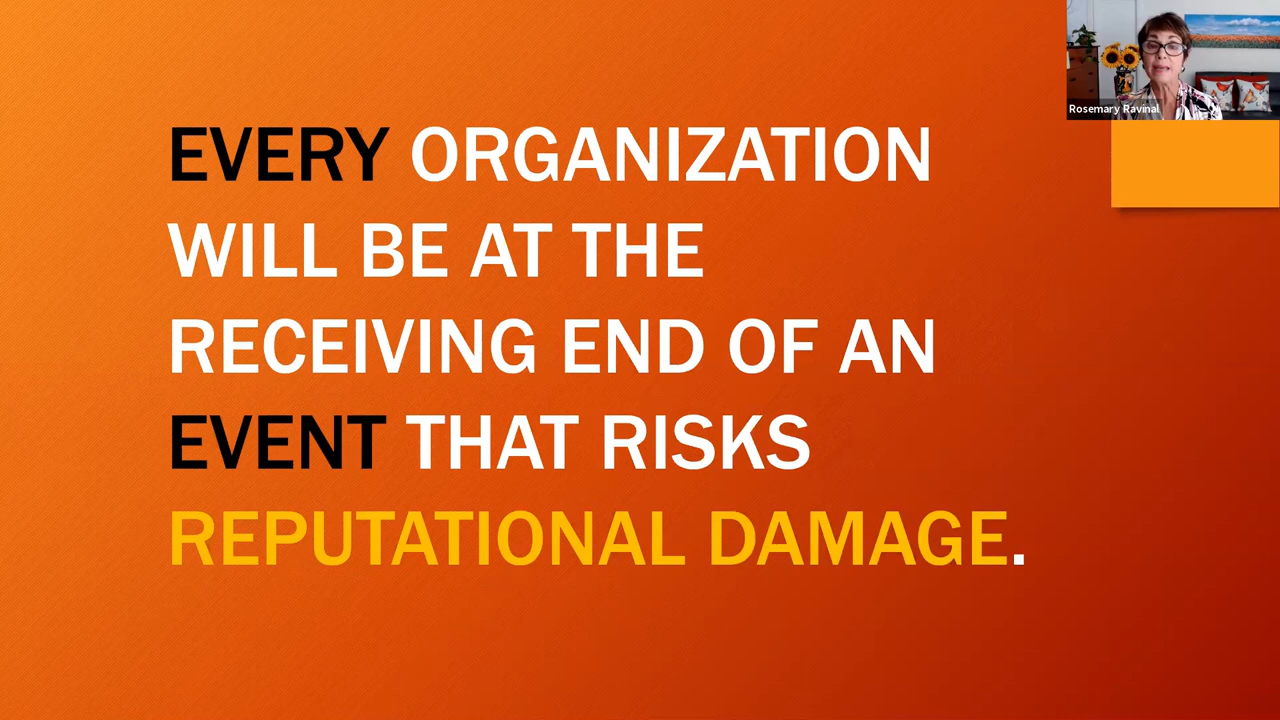 Rosemary Ravinal
EVERY ORGANIZATION
WILL BE AT THE
RECEIVING END OF AN
EVENT THAT RISKS
REPUTATIONAL DAMAGE.